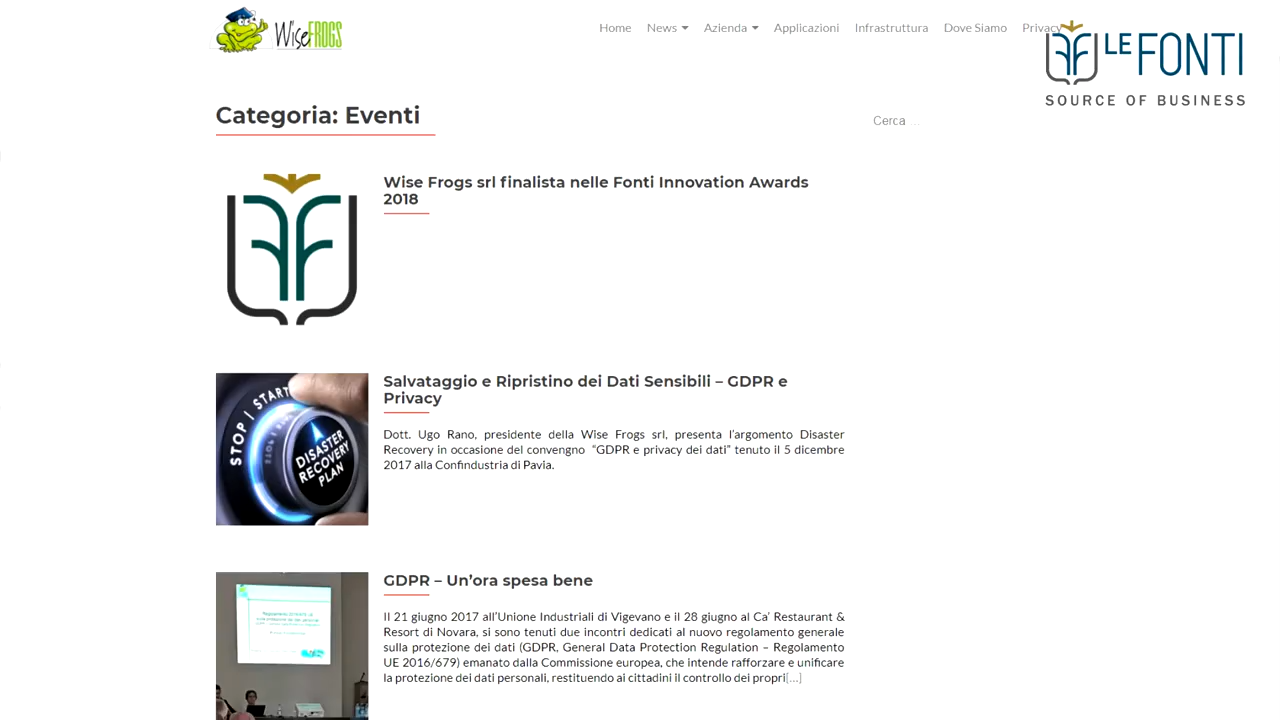 WiseFROGS
Home News Azienda Applicazioni Infrastruttura Dove Siamo Privacy
LE FONTI
SOURCE OF BUSINESS
Categoria: Eventi
Cerca …
Wise Frogs srl finalista nelle Fonti Innovation Awards
2018
Salvataggio e Ripristino dei Dati Sensibili – GDPR e
Privacy
STOP | START
DISASTER
RECOVERY
PLAN
Dott. Ugo Rano, presidente della Wise Frogs srl, presenta l’argomento Disaster
Recovery in occasione del convengno “GDPR e privacy dei dati” tenuto il 5 dicembre
2017 alla Confindustria di Pavia.
GDPR – Un’ora spesa bene
Il 21 giugno 2017 all’Unione Industriali di Vigevano e il 28 giugno al Ca’ Restaurant &
Resort di Novara, si sono tenuti due incontri dedicati al nuovo regolamento generale
sulla protezione dei dati (GDPR, General Data Protection Regulation – Regolamento
UE 2016/679) emanato dalla Commissione europea, che intende rafforzare e unificare
la protezione dei dati personali, restituendo ai cittadini il controllo dei propri[…]